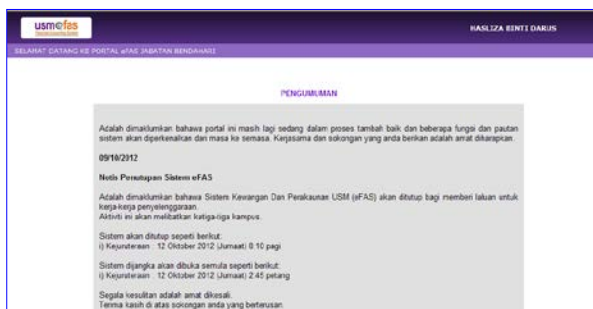 usm@fas
HASLIZA BINTI DARUS
SELAMAT DATANG KE PORTAL eFAS JABATAN BENDAHARI
PENGUMUMAN
Adalah dimaklumkan bahawa portal ini masih lagi sedang dalam proses tambah baik dan beberapa fungsi dan pautan
sistem akan diperkenalkan dari masa ke semasa. Kerjasama dan sokongan yang anda berikan adalah amat diharapkan.
09/10/2012
Notis Penutupan Sistem eFAS
Adalah dimaklumkan bahawa Sistem Kewangan Dan Perakaunan USM (eFAS) akan ditutup bagi memberi laluan untuk
kerja-kerja penyelenggaraan.
Aktiviti ini akan melibatkan ketiga-tiga kampus.
Sistem akan ditutup seperti berikut:
i) Kejuruteraan : 12 Oktober 2012 (Jumaat) 8.10 pagi
Sistem dijangka akan dibuka semula seperti berikut:
i) Kejuruteraan : 12 Oktober 2012 (Jumaat) 2.45 petang
Segala kesulitan adalah amat dikesali.
Terima kasih di atas sokongan anda yang berterusan.